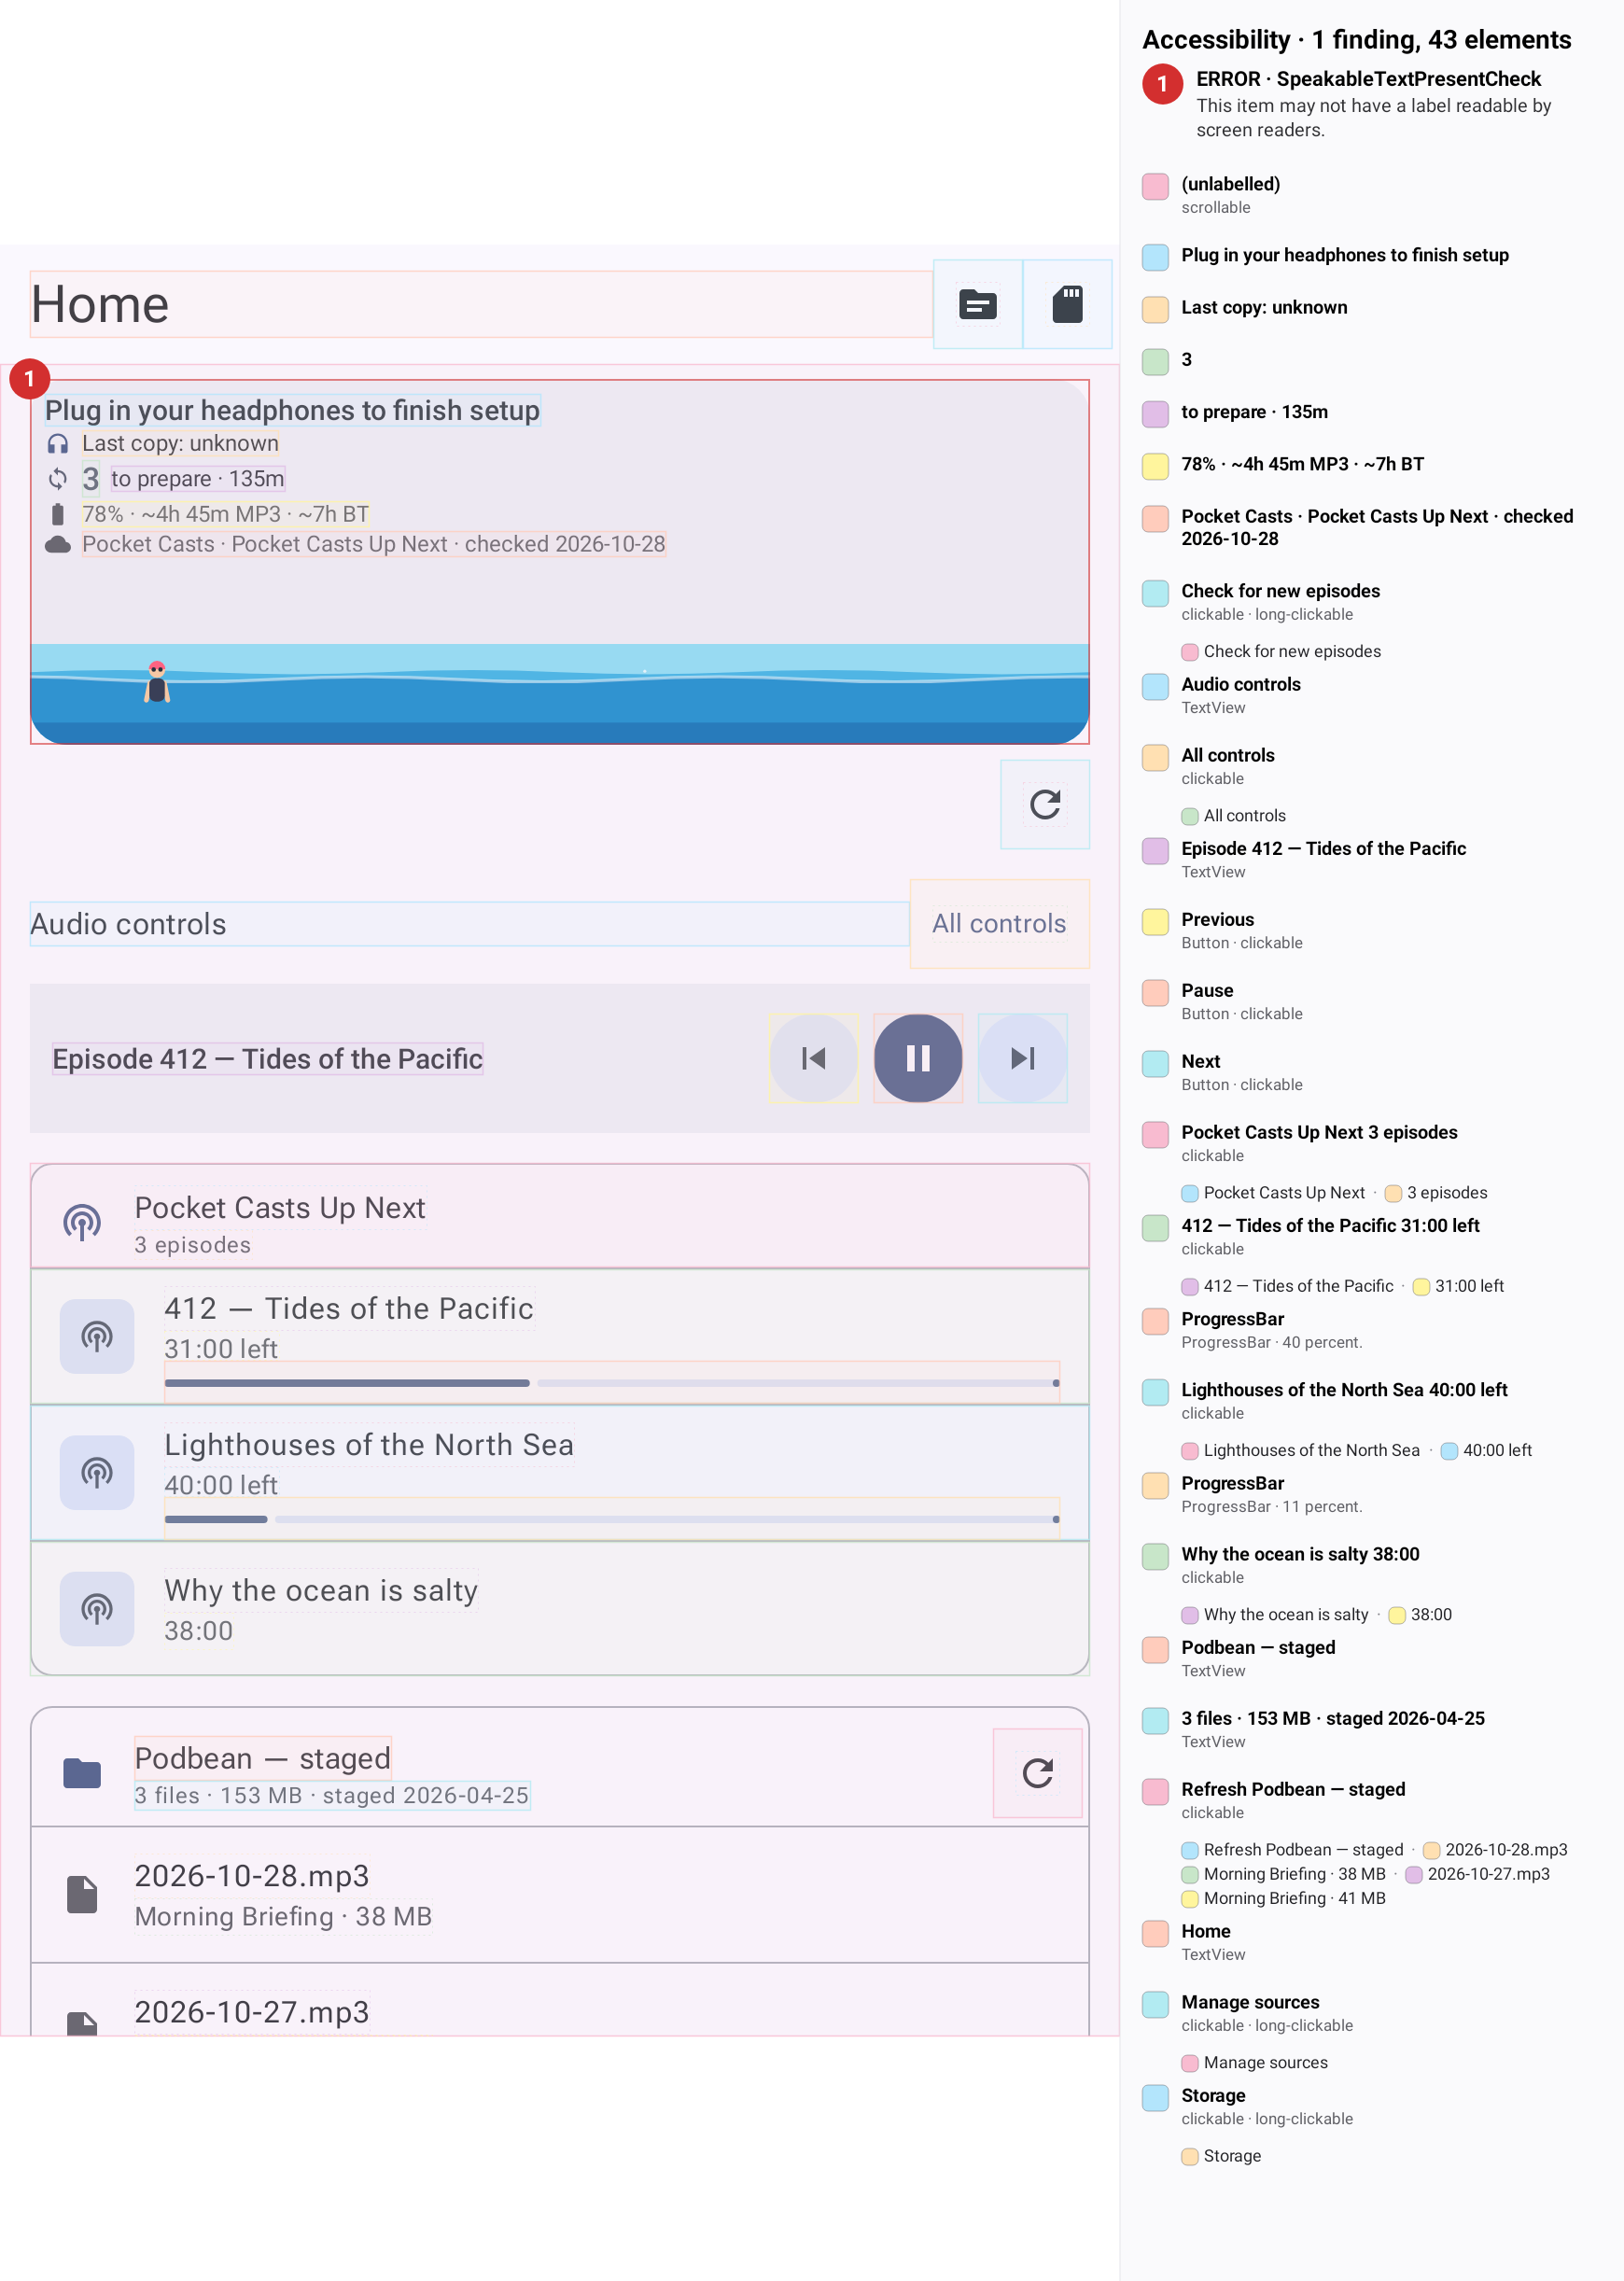 Home
1
Plug in your headphones to finish setup
Last copy: unknown
3 to prepare · 135m
78% · ~4h 45m MP3 · ~7h BT
Pocket Casts · Pocket Casts Up Next · checked 2026-10-28
Audio controls
All controls
Episode 412 — Tides of the Pacific
Pocket Casts Up Next
3 episodes
412 — Tides of the Pacific
31:00 left
Lighthouses of the North Sea
40:00 left
Why the ocean is salty
38:00
Podbean — staged
3 files · 153 MB · staged 2026-04-25
2026-10-28.mp3
Morning Briefing · 38 MB
2026-10-27.mp3
Accessibility · 1 finding, 43 elements
1
ERROR · SpeakableTextPresentCheck
This item may not have a label readable by
screen readers.
(unlabelled)
scrollable
Plug in your headphones to finish setup
Last copy: unknown
3
to prepare · 135m
78% · ~4h 45m MP3 · ~7h BT
Pocket Casts · Pocket Casts Up Next · checked
2026-10-28
Check for new episodes
clickable · long-clickable
Check for new episodes
Audio controls
TextView
All controls
clickable
All controls
Episode 412 — Tides of the Pacific
TextView
Previous
Button · clickable
Pause
Button · clickable
Next
Button · clickable
Pocket Casts Up Next 3 episodes
clickable
Pocket Casts Up Next · 3 episodes
412 — Tides of the Pacific 31:00 left
clickable
412 — Tides of the Pacific · 31:00 left
ProgressBar
ProgressBar · 40 percent.
Lighthouses of the North Sea 40:00 left
clickable
Lighthouses of the North Sea · 40:00 left
ProgressBar
ProgressBar · 11 percent.
Why the ocean is salty 38:00
clickable
Why the ocean is salty · 38:00
Podbean — staged
TextView
3 files · 153 MB · staged 2026-04-25
TextView
Refresh Podbean — staged
clickable
Refresh Podbean — staged · 2026-10-28.mp3
Morning Briefing · 38 MB · 2026-10-27.mp3
Morning Briefing · 41 MB
Home
TextView
Manage sources
clickable · long-clickable
Manage sources
Storage
clickable · long-clickable
Storage